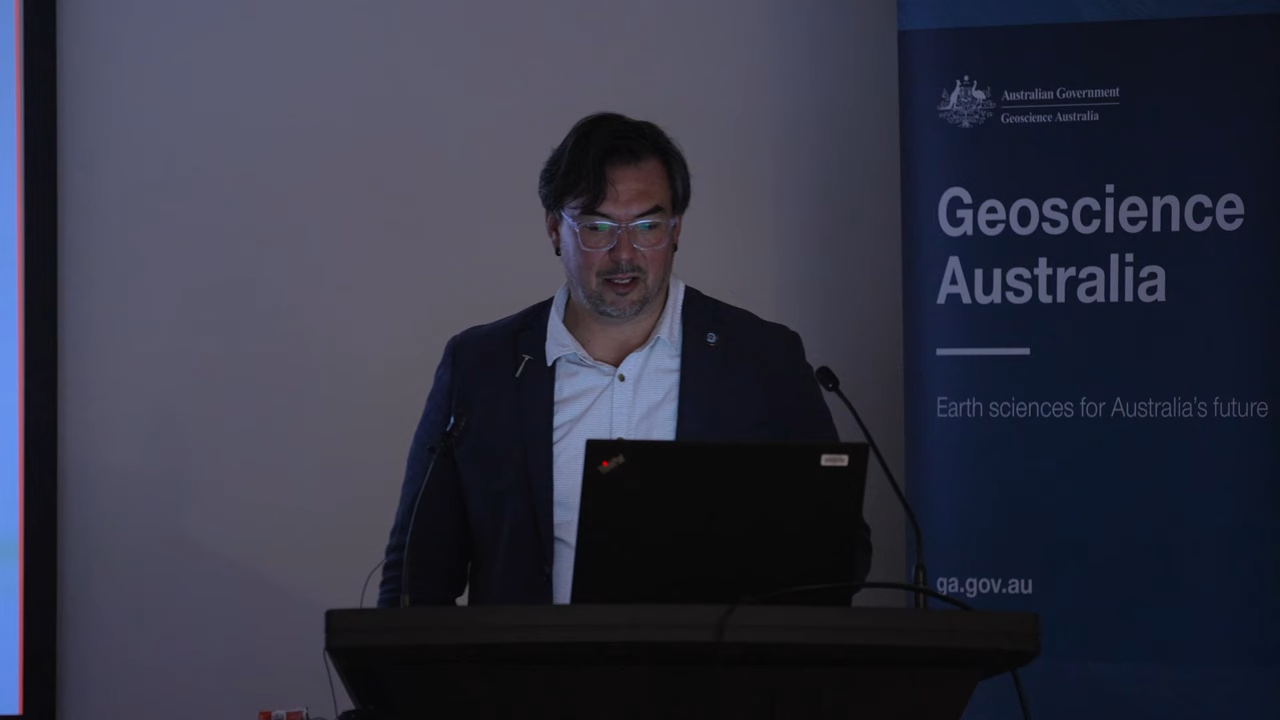 Australian Government
Geoscience Australia
Geoscience
Australia
Earth sciences for Australia's future
ga.gov.au